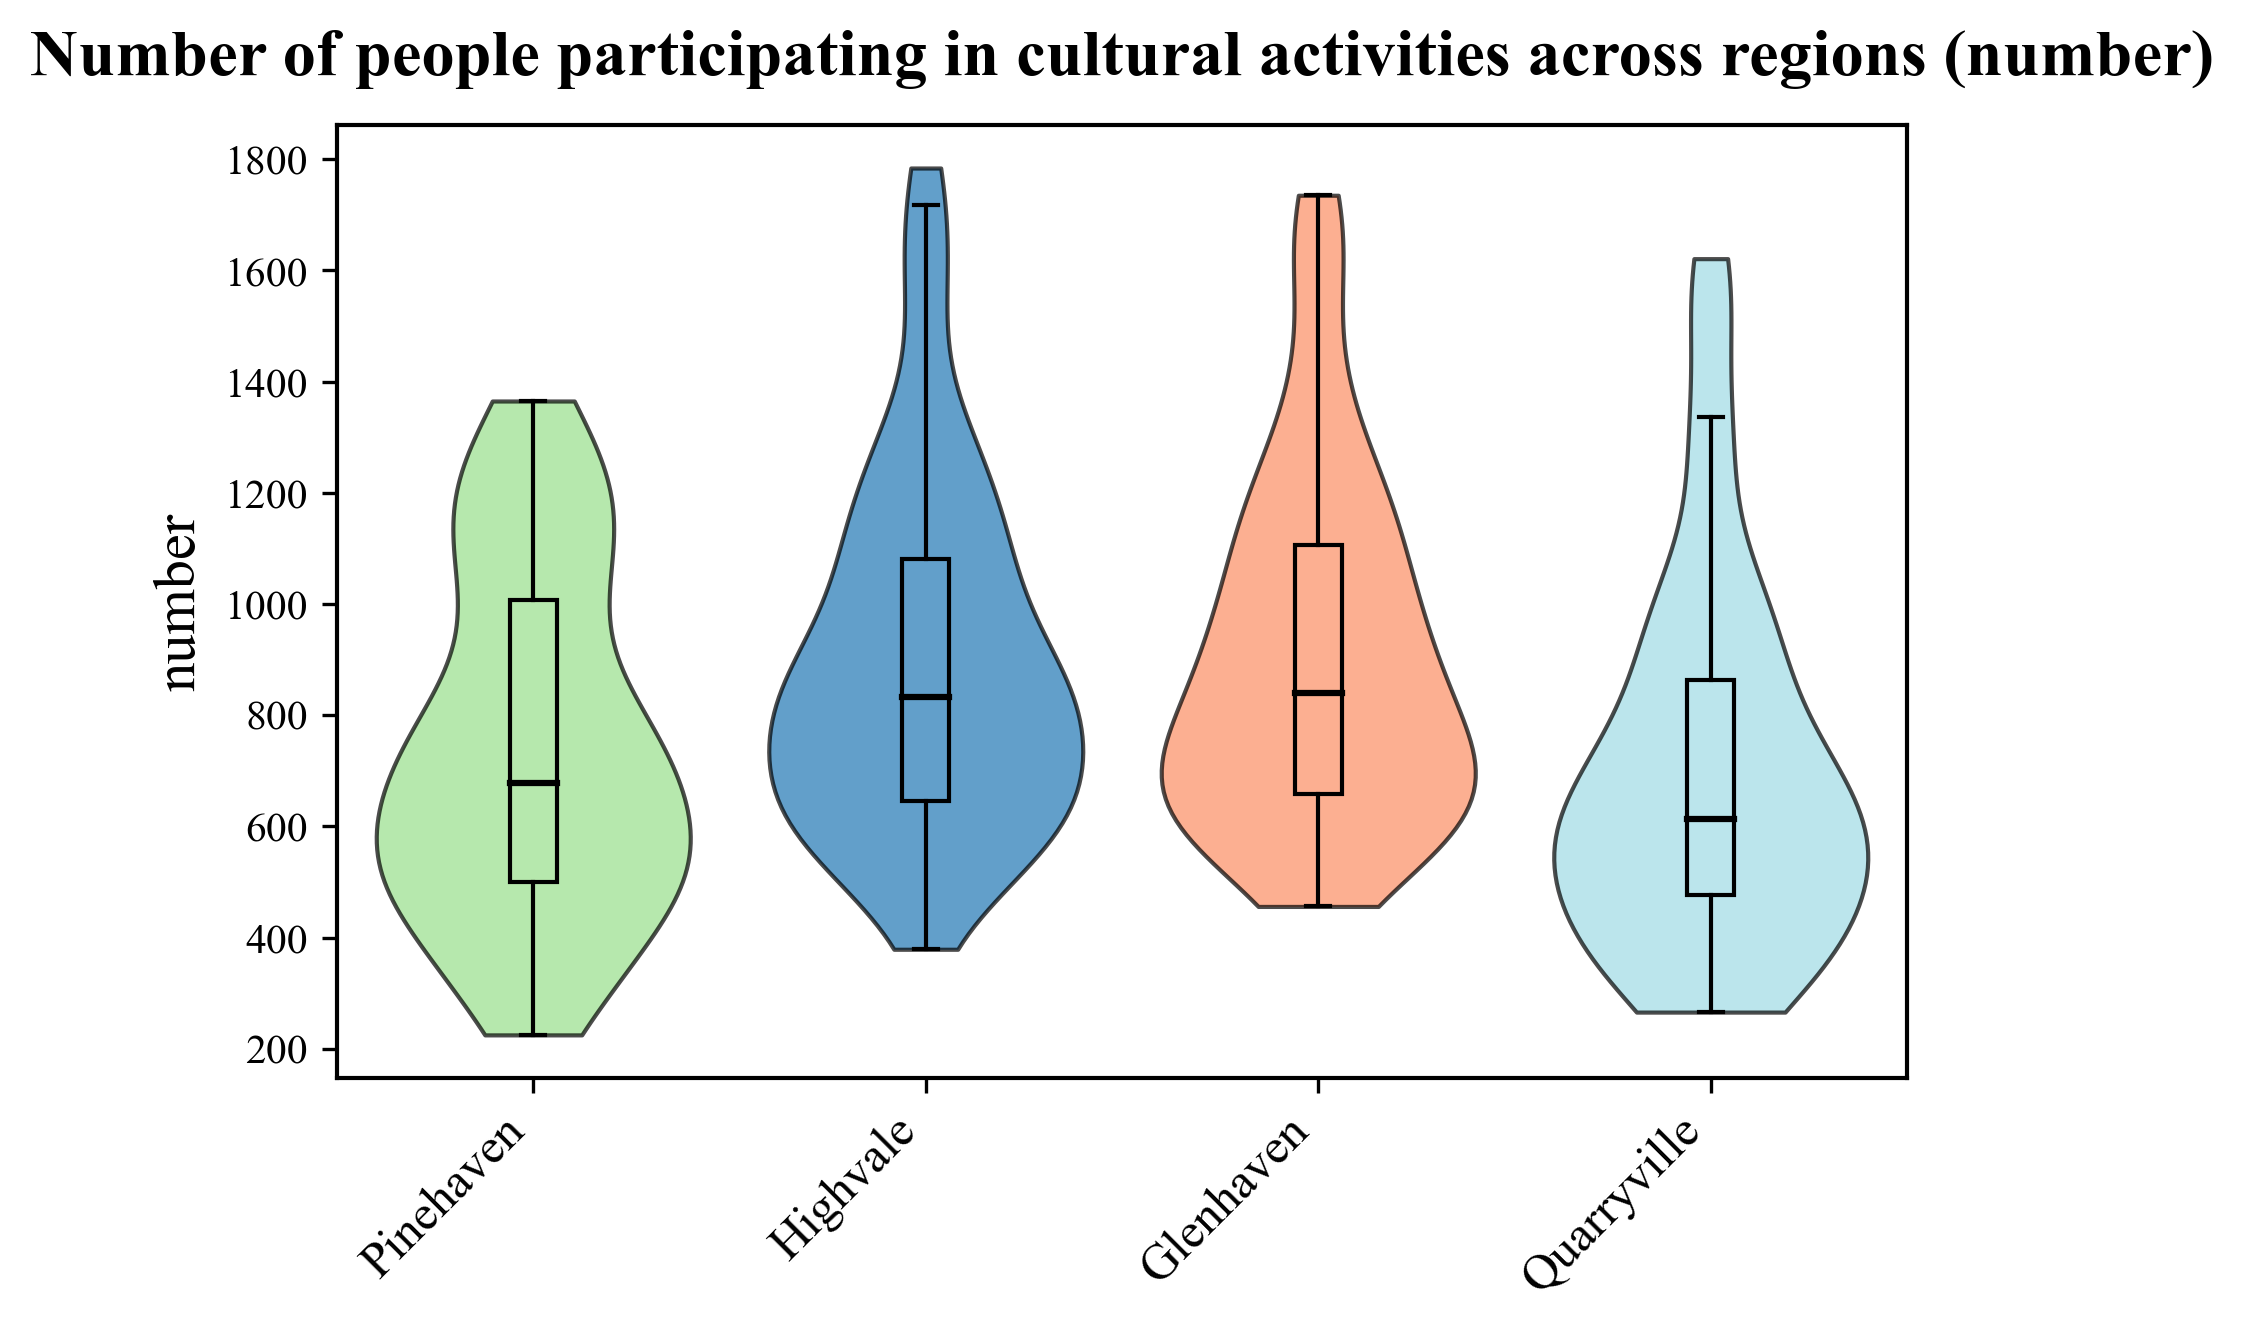 Number of people participating in cultural activities across regions (number)
number
1800
1600
1400
1200
1000
800
600
400
200
Pinehaven
Highvale
Glenhaven
Quarryville